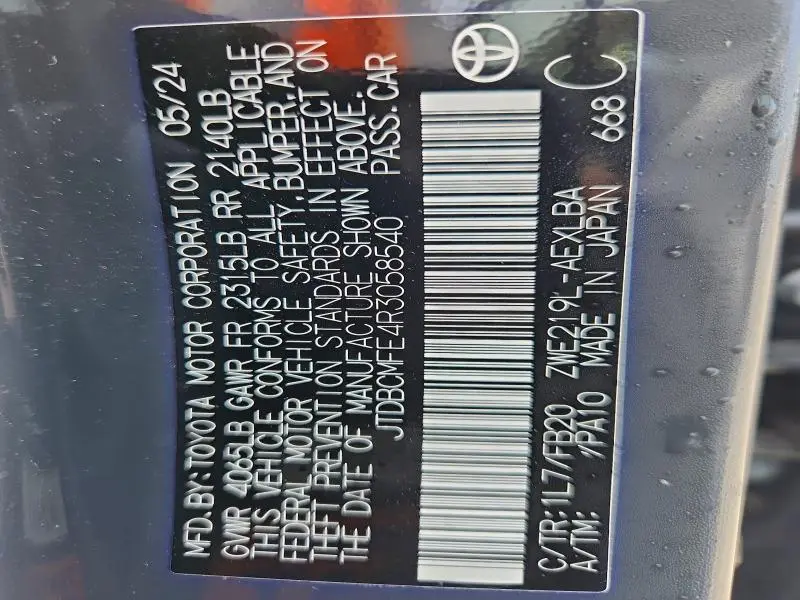 MFD.BY:TOYOTA MOTOR CORPORATION 05/24
GVWR 4065LB GAWR FR 2315LB RR 2140LB
THIS VEHICLE CONFORMS TO ALL APPLICABLE
FEDERAL MOTOR VEHICLE SAFETY,BUMPER,AND
THEFT PREVENTION STANDARDS IN EFFECT ON
THE DATE OF MANUFACTURE SHOWN ABOVE.
JTDBCMFE4R3058540 PASS.CAR
C/TR:1L7/FB20 ZWE219L-AEXLBA
A/TM: /PA10 MADE IN JAPAN 668 C